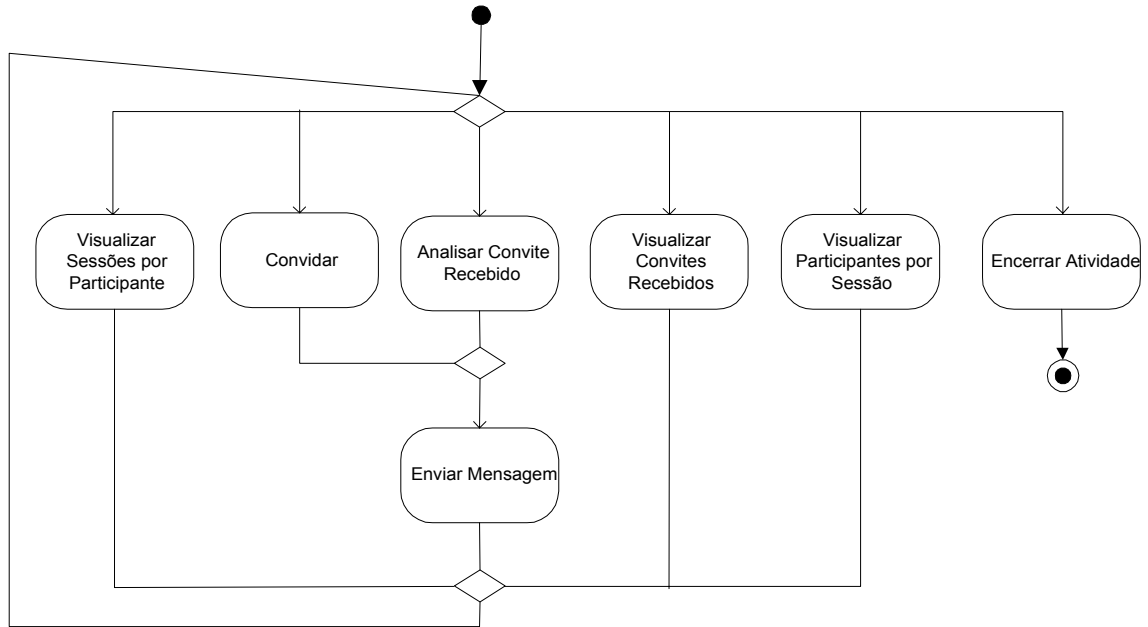 Visualizar
Sessões por
Participante
Convidar
Analisar Convite
Recebido
Visualizar
Convites
Recebidos
Visualizar
Participantes por
Sessão
Encerrar Atividade
Enviar Mensagem